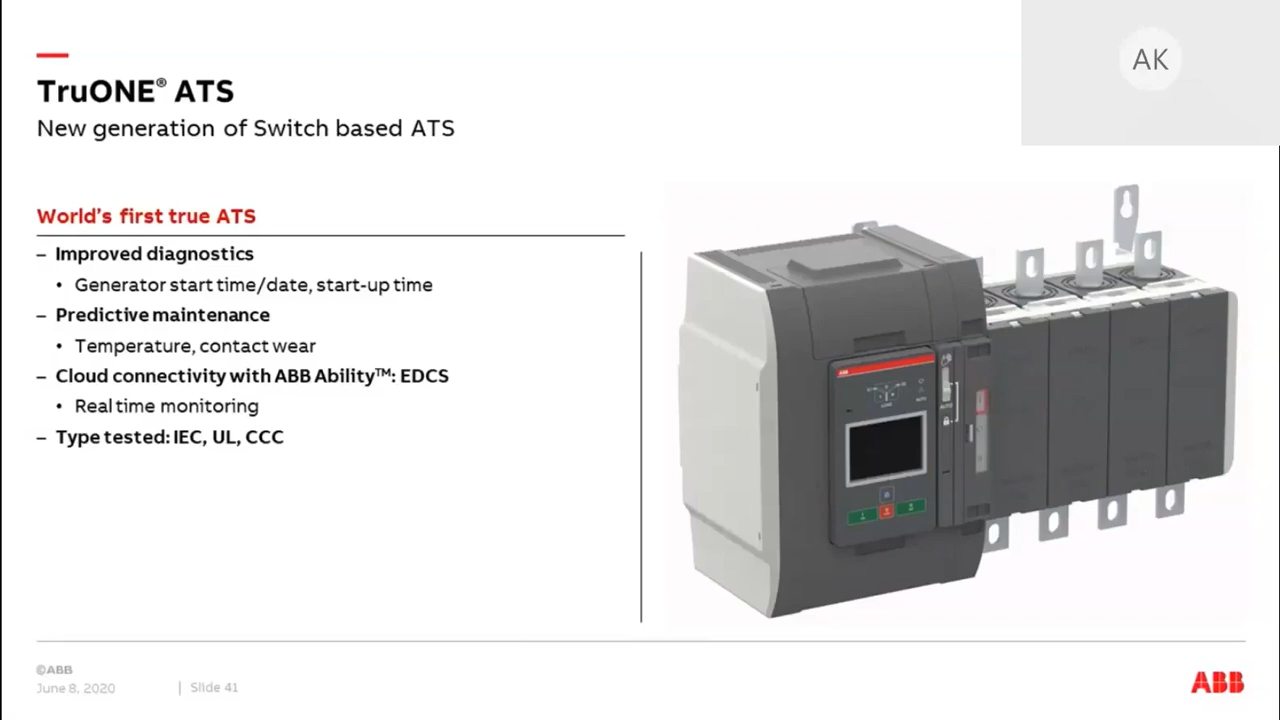 AK
TruONE® ATS
New generation of Switch based ATS
World's first true ATS
– Improved diagnostics
• Generator start time/date, start-up time
– Predictive maintenance
• Temperature, contact wear
– Cloud connectivity with ABB Ability™: EDCS
• Real time monitoring
– Type tested: IEC, UL, CCC
ABB
AUTO
©ABB
June 8, 2020 | Slide 41
ABB